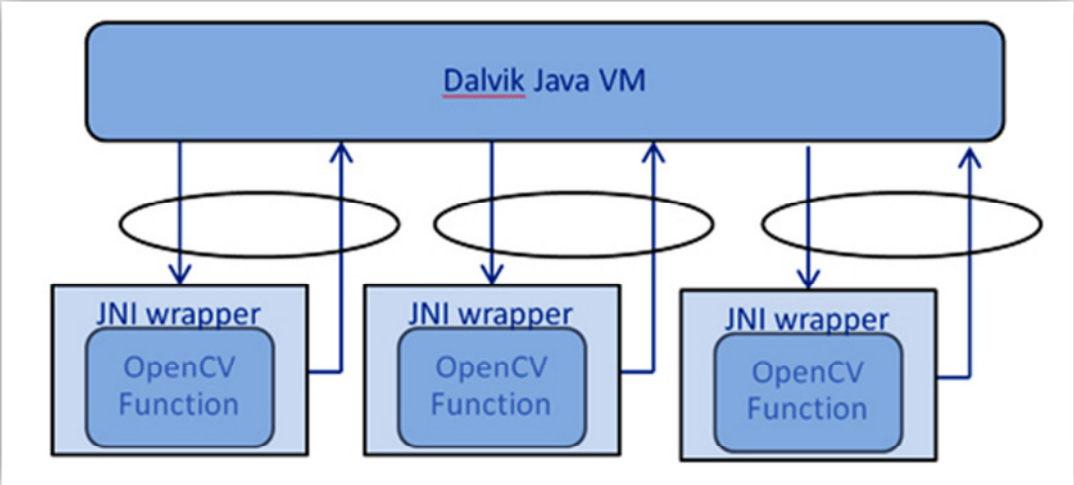 Dalvik Java VM
JNI wrapper
OpenCV
Function
JNI wrapper
OpenCV
Function
JNI wrapper
OpenCV
Function